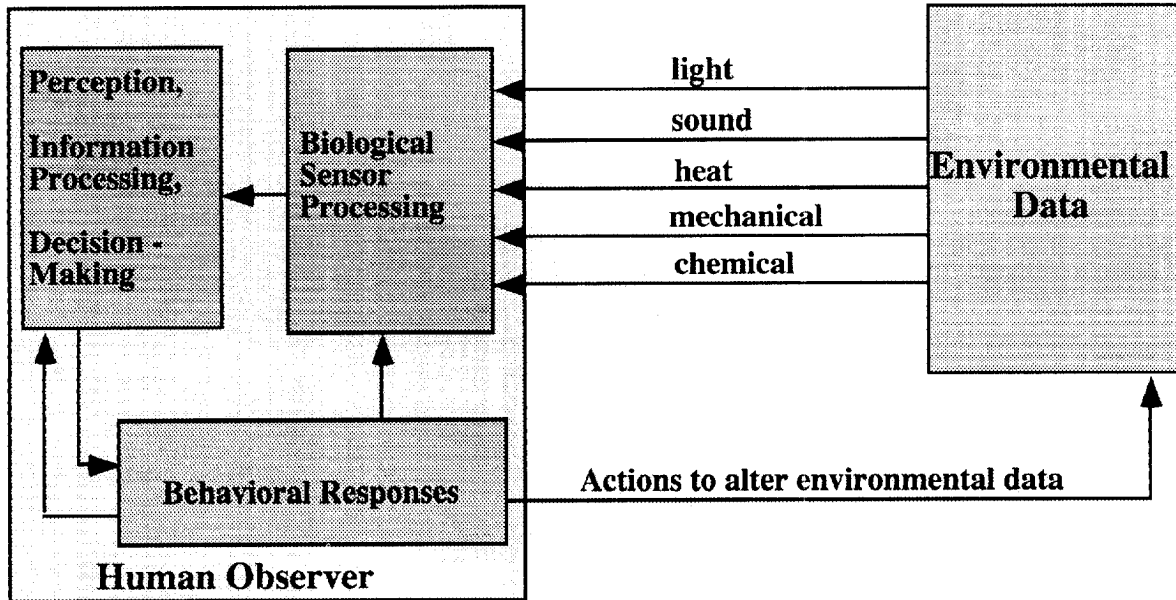 Perception,
Information
Processing,
Decision -
Making
Biological
Sensor
Processing
light
sound
heat
mechanical
chemical
Environmental
Data
Behavioral Responses
Actions to alter environmental data
Human Observer